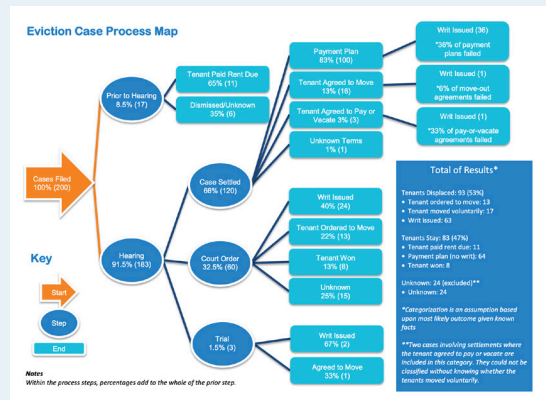 Eviction Case Process Map
Cases Filed
100% (200)
Prior to Hearing
8.5% (17)
Tenant Paid Rent Due
65% (11)
Dismissed/Unknown
35% (6)
Hearing
91.5% (183)
Case Settled
66% (120)
Payment Plan
83% (100)
Writ Issued (36)
*36% of payment
plans failed
Tenant Agreed to Move
13% (16)
Writ Issued (1)
*6% of move-out
agreements failed
Tenant Agreed to Pay or
Vacate 3% (3)
Writ Issued (1)
*33% of pay-or-vacate
agreements failed
Unknown Terms
1% (1)
Court Order
32.5% (60)
Writ Issued
40% (24)
Tenant Ordered to Move
22% (13)
Tenant Won
13% (8)
Unknown
25% (15)
Trial
1.5% (3)
Writ Issued
67% (2)
Agreed to Move
33% (1)
Key
Start
Step
End
Notes
Within the process steps, percentages add to the whole of the prior step.
Total of Results*
Tenants Displaced: 93 (53%)
• Tenant ordered to move: 13
• Tenant moved voluntarily: 17
• Writ issued: 63
Tenants Stay: 83 (47%)
• Tenant paid rent due: 11
• Payment plan (no writ): 64
• Tenant won: 8
Unknown: 24 (excluded)**
• Unknown: 24
*Categorization is an assumption based
upon most likely outcome given known
facts
**Two cases involving settlements where
the tenant agreed to pay or vacate are
included in this category. They could not be
classified without knowing whether the
tenants moved voluntarily.